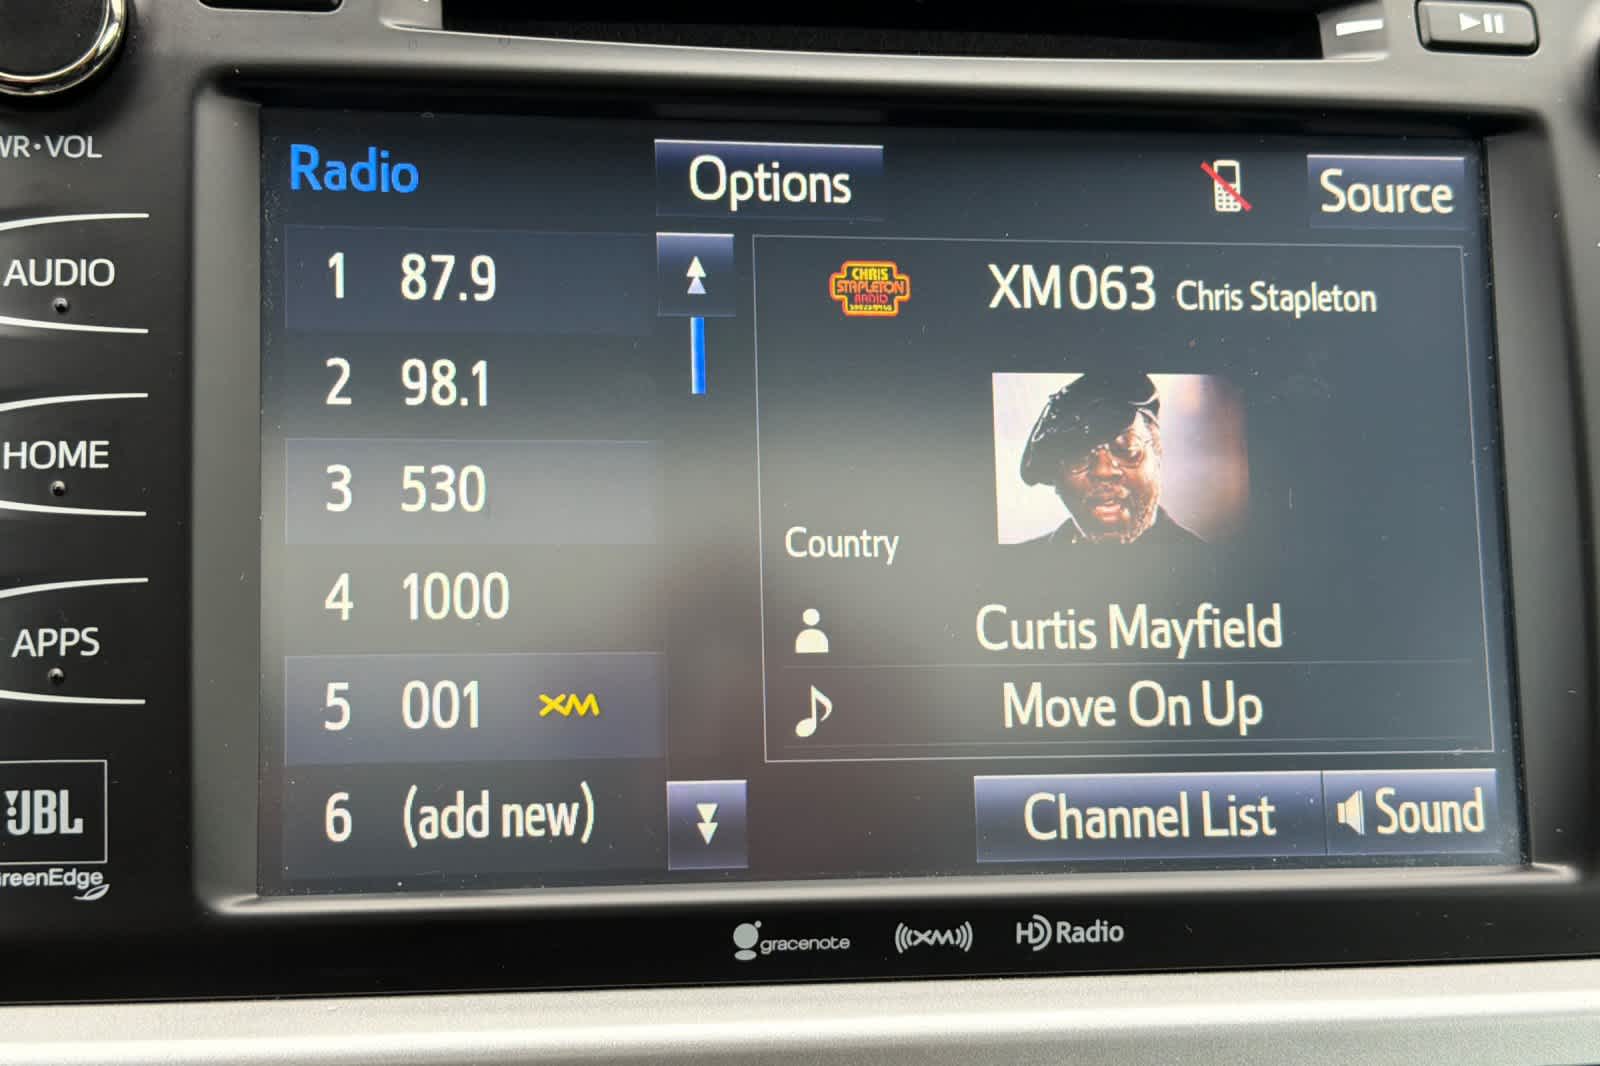 WR·VOL
AUDIO
HOME
APPS
JBL
GreenEdge
Radio
Options
Source
1 87.9
2 98.1
3 530
4 1000
5 001 XM
6 (add new)
CHRIS
STAPLETON
RADIO
XM063 Chris Stapleton
Country
Curtis Mayfield
Move On Up
Channel List
Sound
gracenote
((XM))
HD Radio